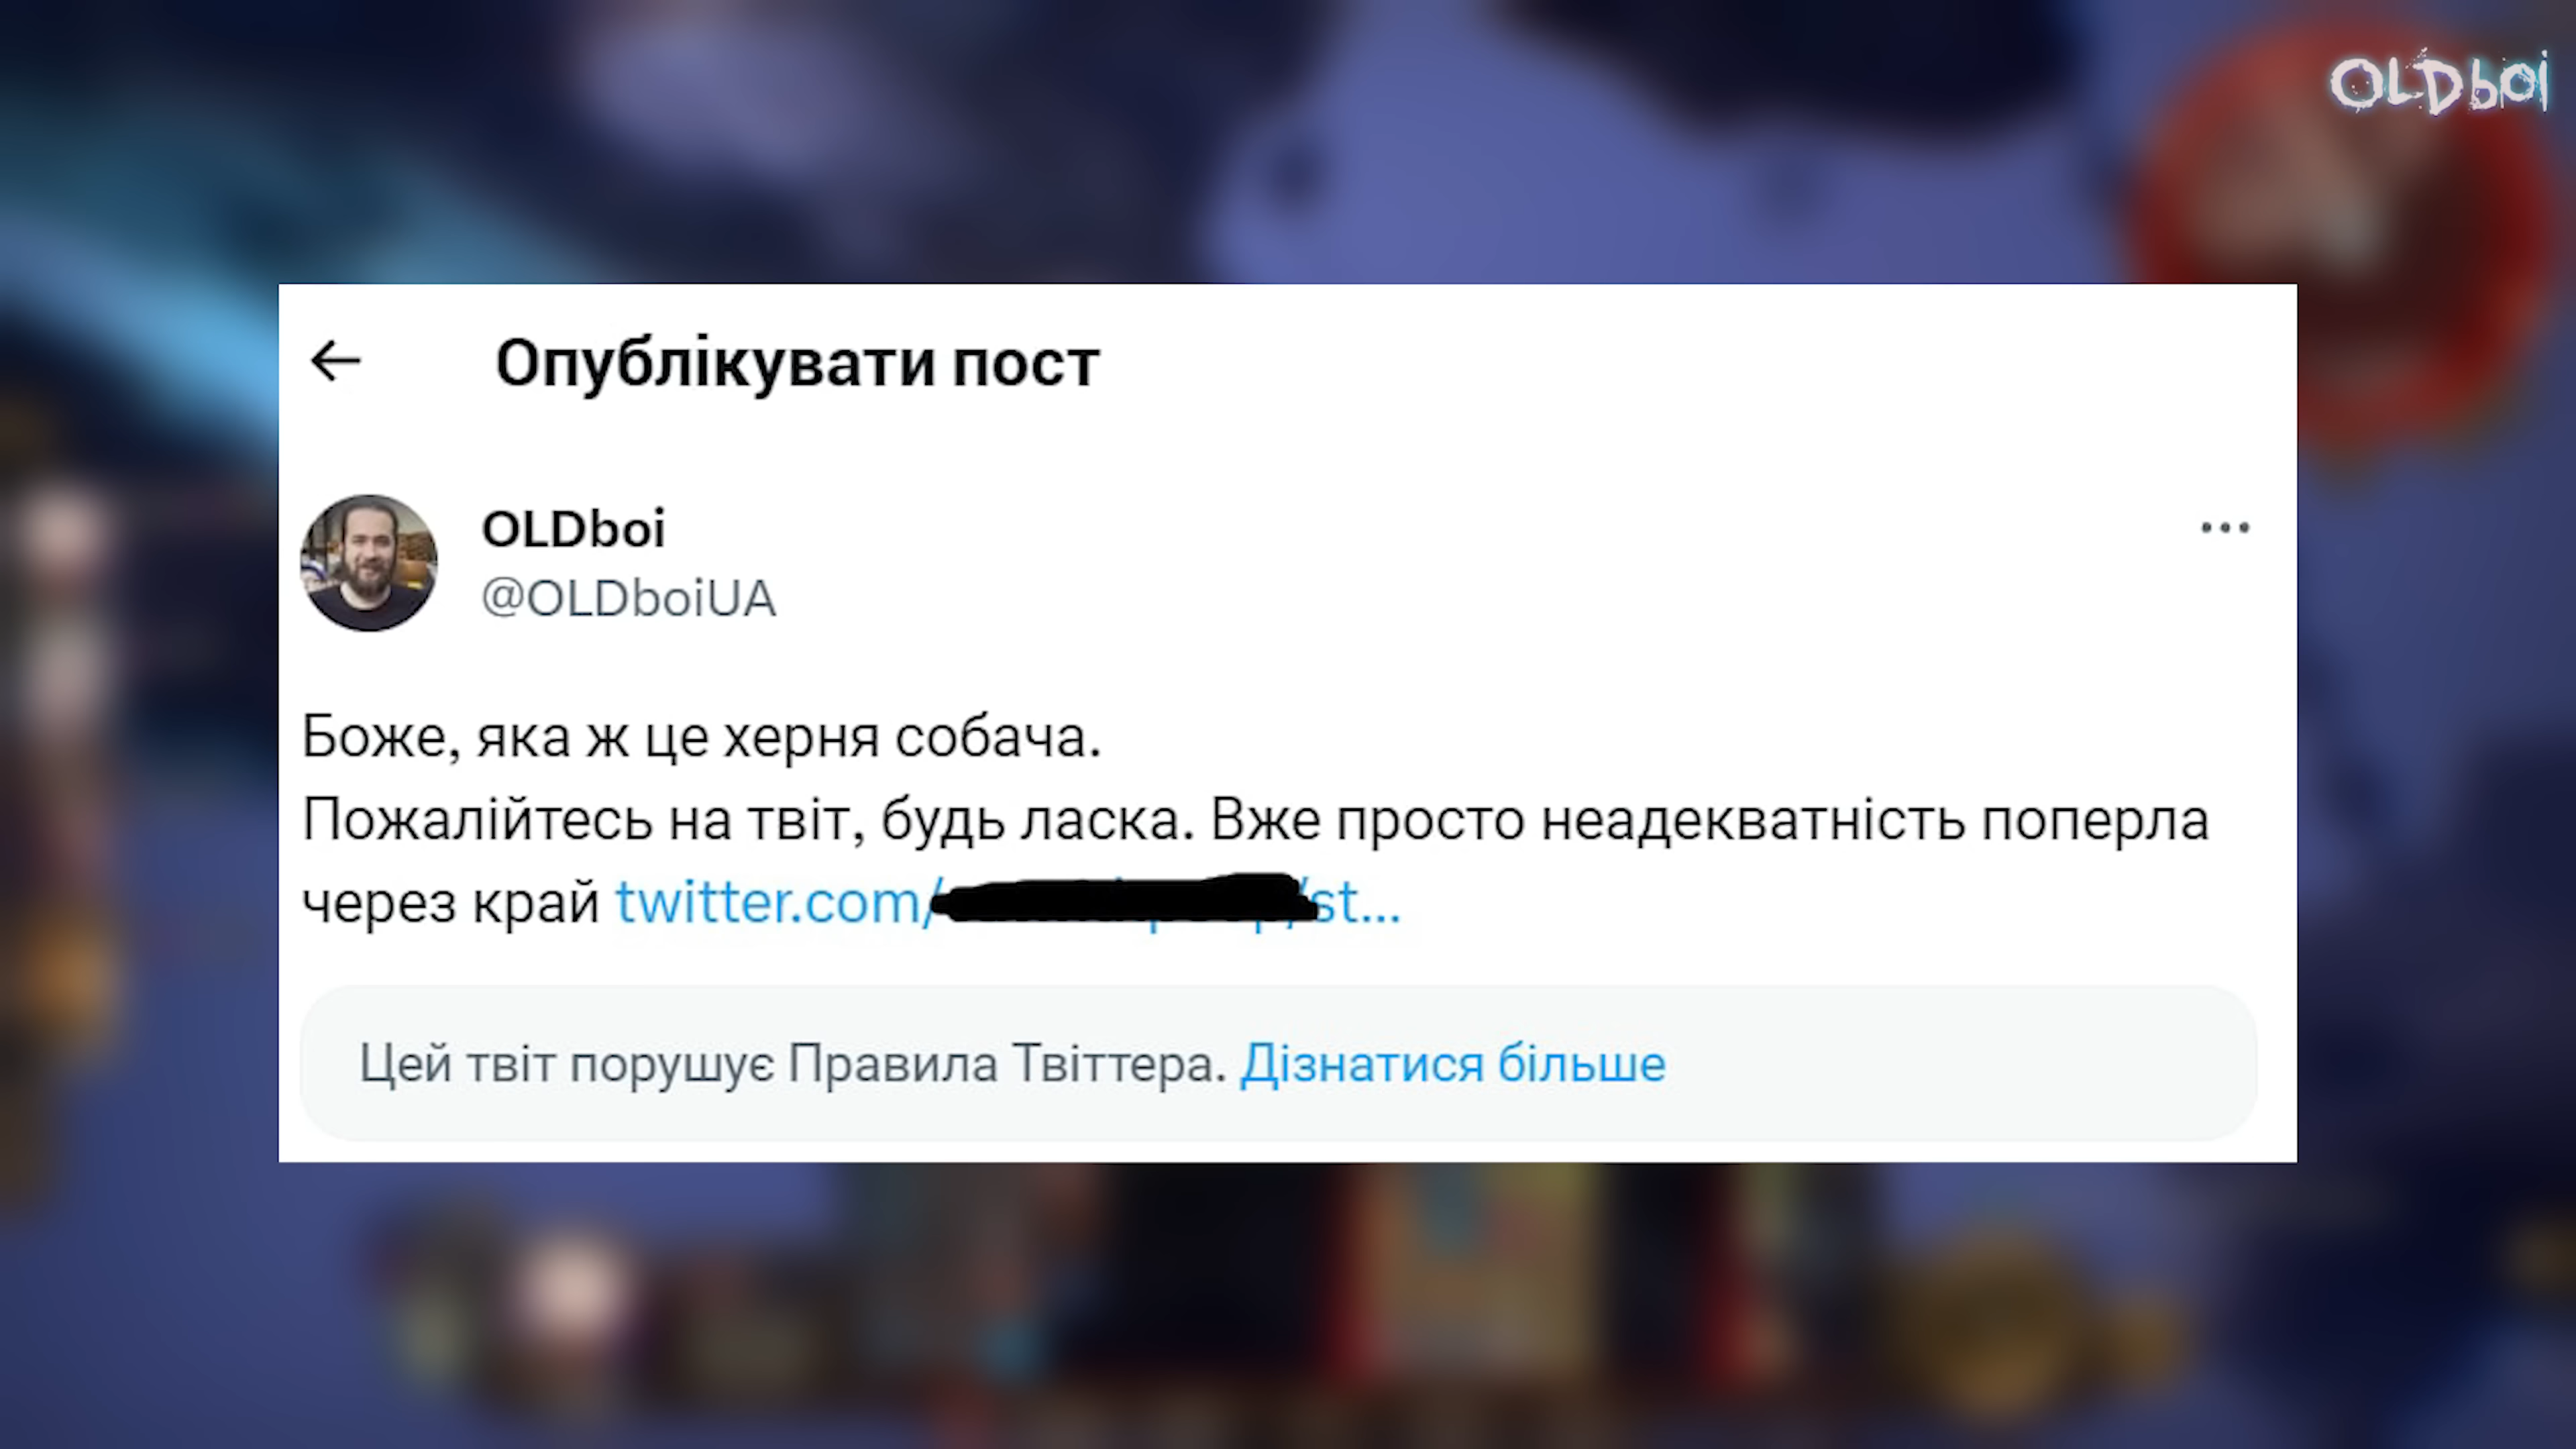 OLDboi
Опублікувати пост
OLDboi
@OLDboiUA
Боже, яка ж це херня собача.
Пожалійтесь на твіт, будь ласка. Вже просто неадекватність поперла
через край twitter.com/ /st...
Цей твіт порушує Правила Твіттера. Дізнатися більше